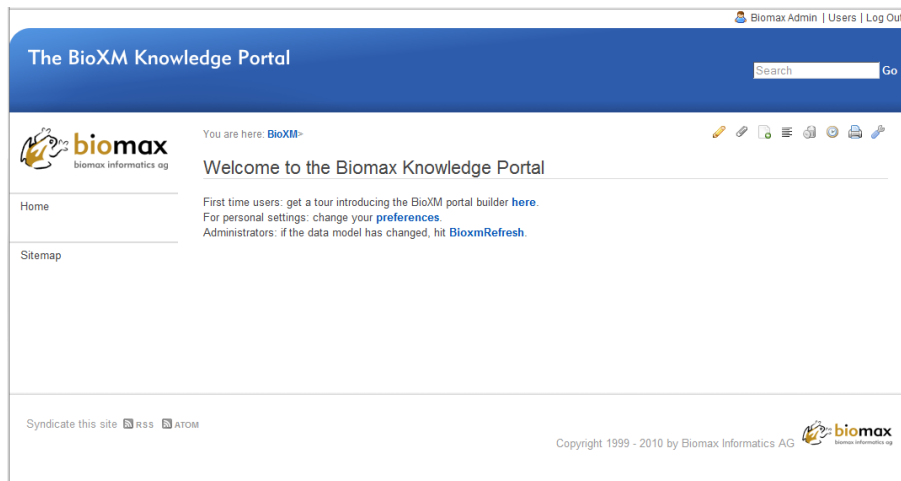 Biomax Admin | Users | Log Out
The BioXM Knowledge Portal
Search Go
biomax
biomax informatics ag
You are here: BioXM>
Welcome to the Biomax Knowledge Portal
Home
First time users: get a tour introducing the BioXM portal builder here.
For personal settings: change your preferences.
Administrators: if the data model has changed, hit BioxmRefresh.
Sitemap
Syndicate this site RSS ATOM
Copyright 1999 - 2010 by Biomax Informatics AG
biomax
biomax informatics ag